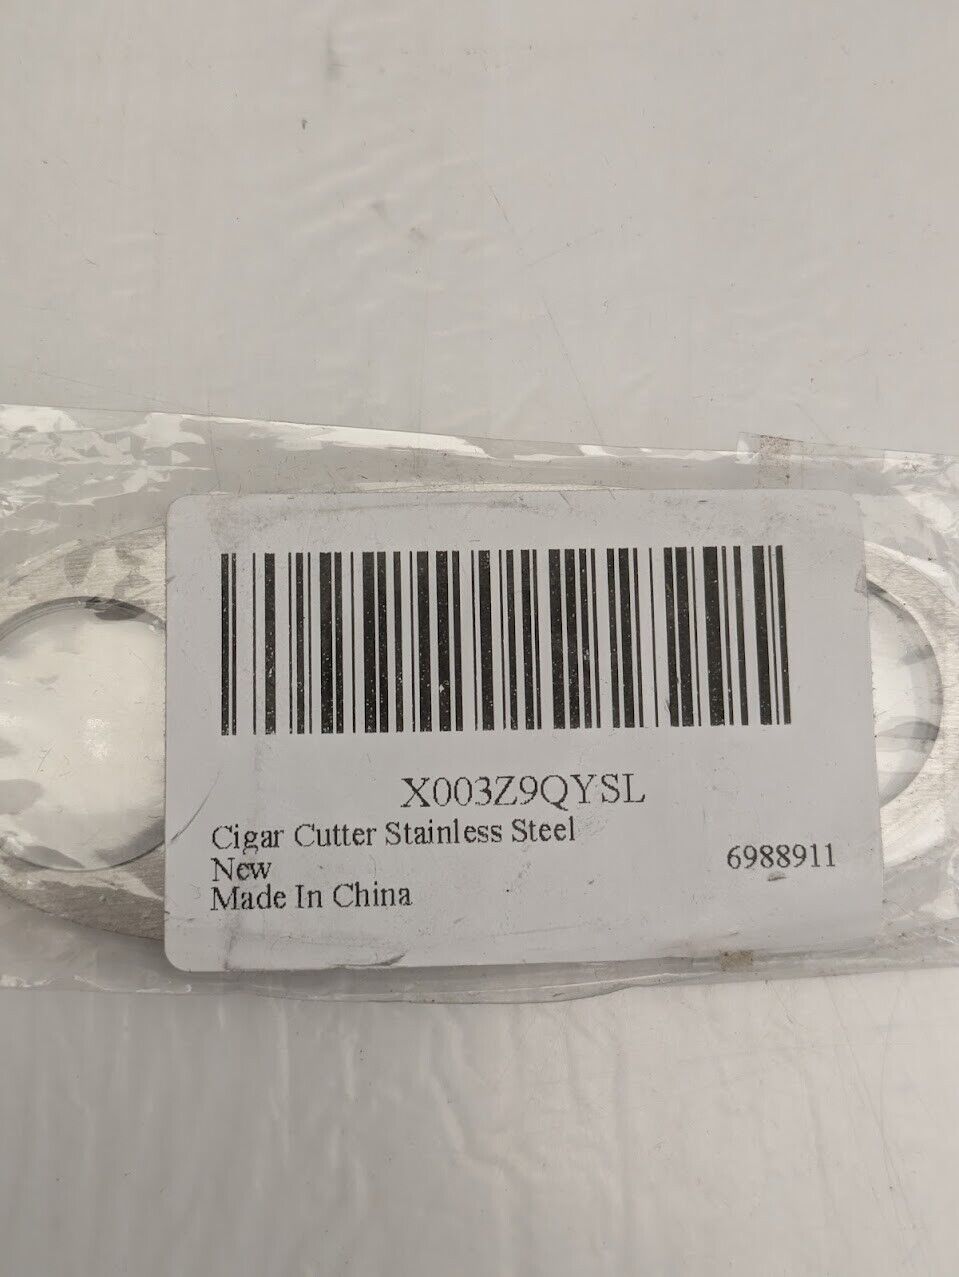 X003Z9QYSL
Cigar Cutter Stainless Steel
New
6988911
Made In China